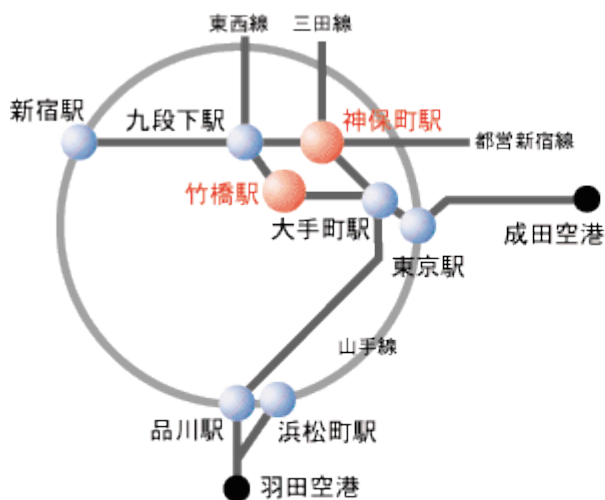 東西線
三田線
新宿駅
九段下駅
神保町駅
都営新宿線
竹橋駅
大手町駅
成田空港
東京駅
山手線
品川駅
浜松町駅
羽田空港